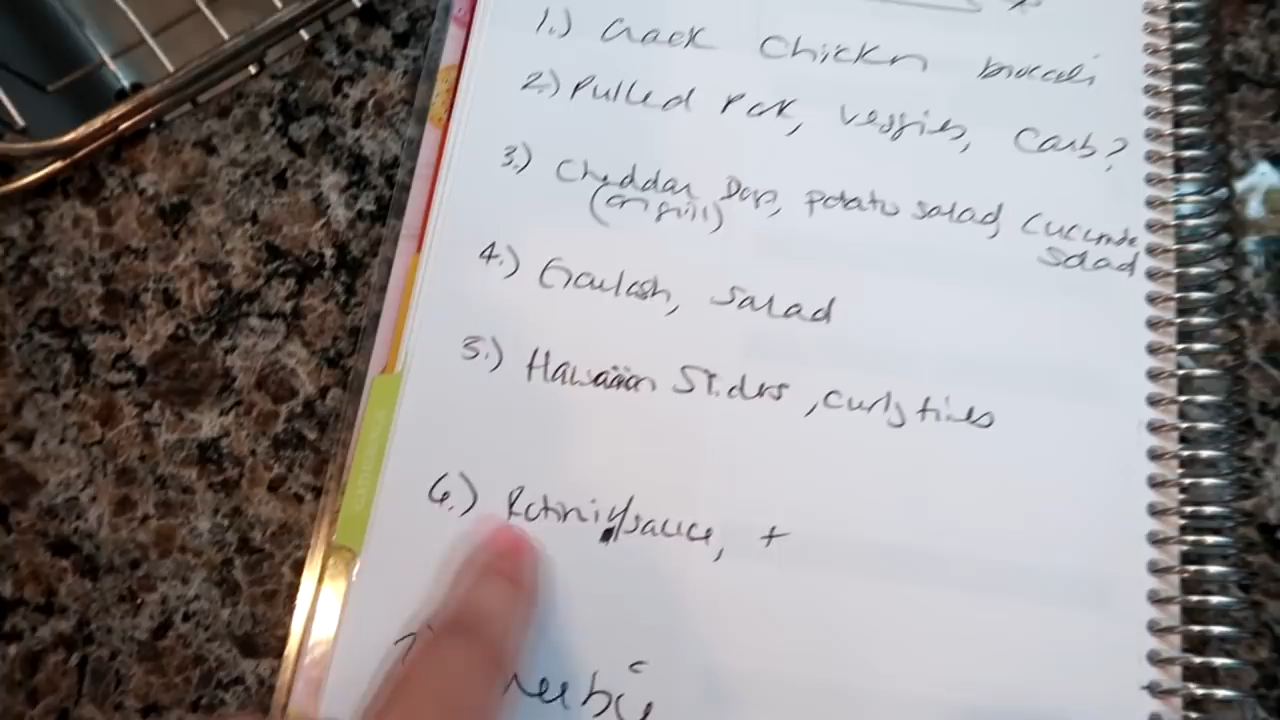 1.) Crack Chickn broccoli
2.) Pulled Pork, veggies, Carb?
3.) Cheddar Dogs, potato salad, cucumber
(on grill)
salad
4.) Goulash, Salad
5.) Hawaiian Sliders, curly fries
6.) Rotini w/sauce, +